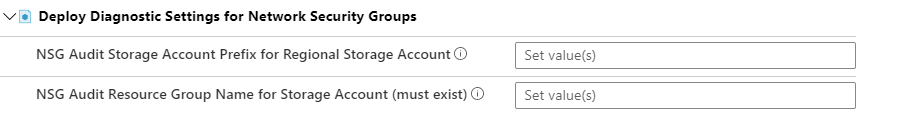 Deploy Diagnostic Settings for Network Security Groups
NSG Audit Storage Account Prefix for Regional Storage Account
Set value(s)
NSG Audit Resource Group Name for Storage Account (must exist)
Set value(s)